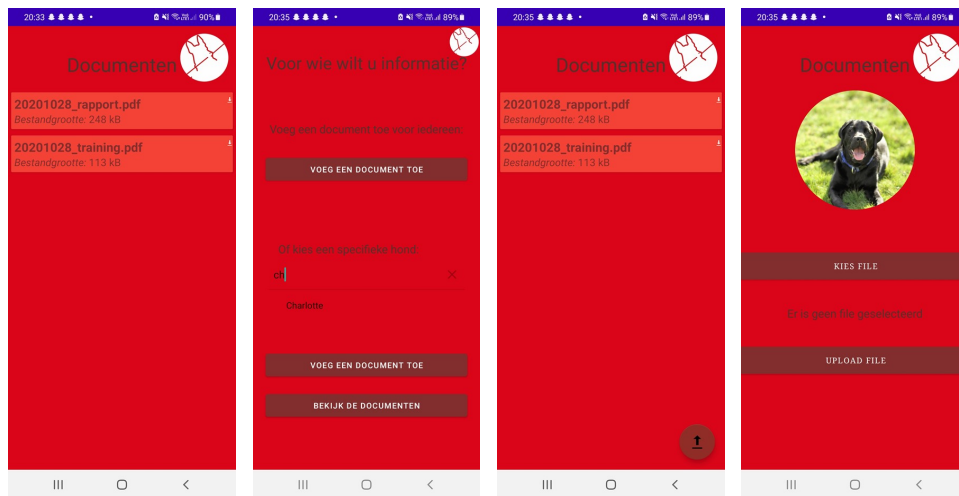 20:33
90%
Documenten
20201028_rapport.pdf
Bestandgrootte: 248 kB
20201028_training.pdf
Bestandgrootte: 113 kB
20:35
89%
Voor wie wilt u informatie?
Voeg een document toe voor iedereen:
VOEG EEN DOCUMENT TOE
Of kies een specifieke hond:
ch
Charlotte
VOEG EEN DOCUMENT TOE
BEKIJK DE DOCUMENTEN
20:35
89%
Documenten
20201028_rapport.pdf
Bestandgrootte: 248 kB
20201028_training.pdf
Bestandgrootte: 113 kB
20:35
89%
Documenten
KIES FILE
Er is geen file geselecteerd
UPLOAD FILE